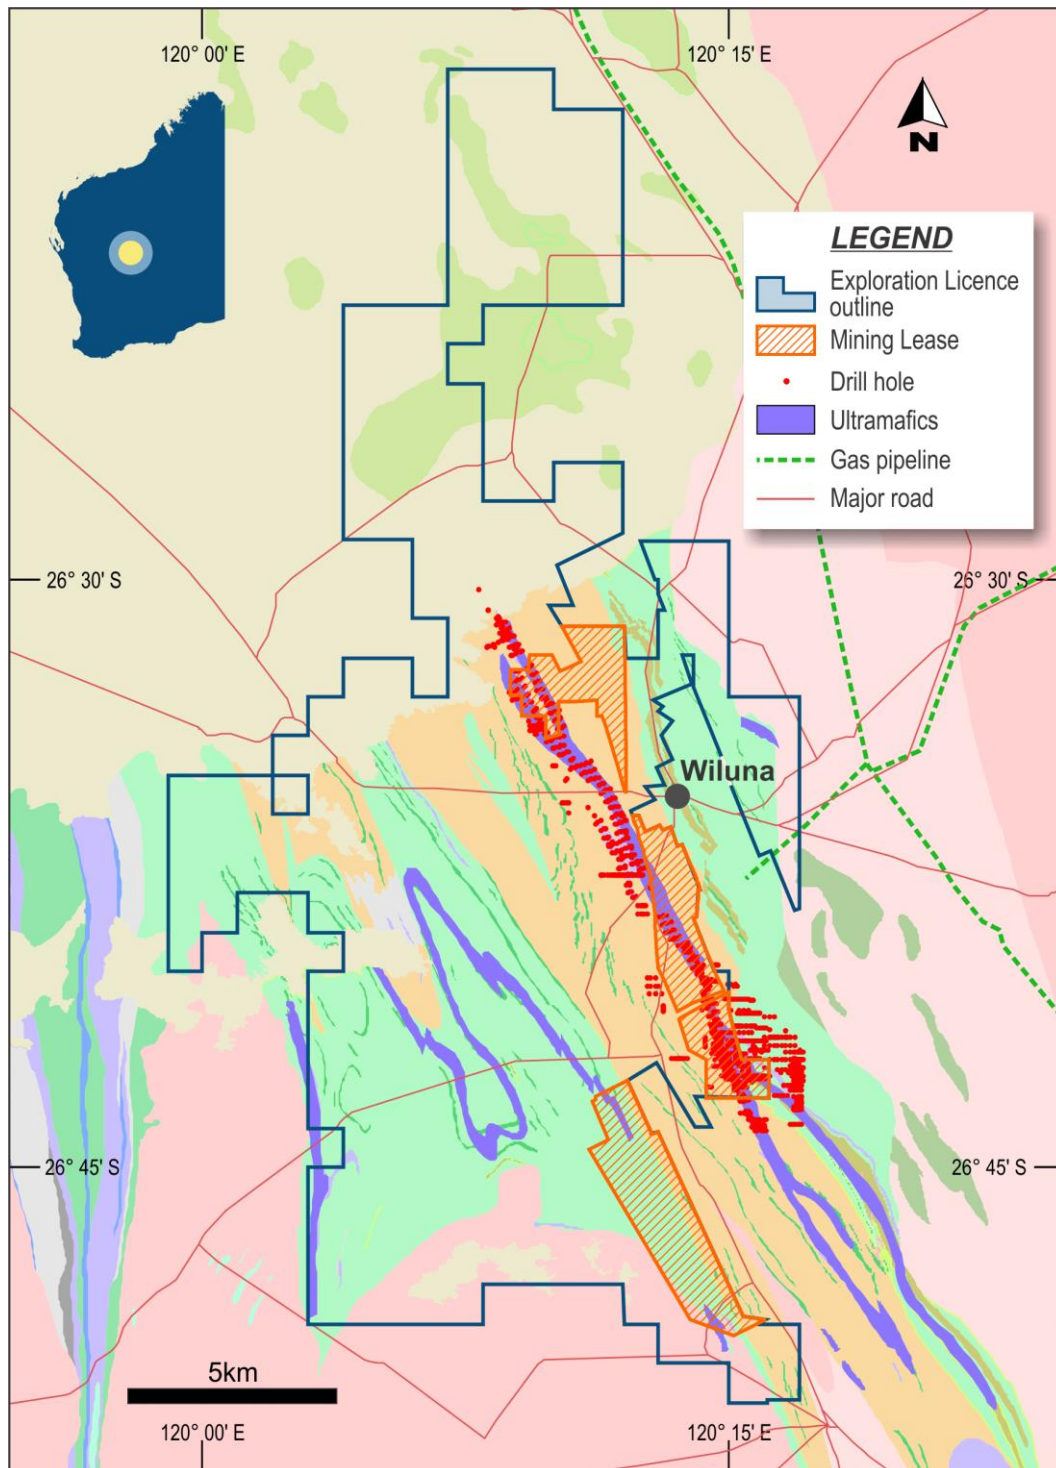 120° 00' E
120° 15' E
N
LEGEND
Exploration Licence
outline
Mining Lease
Drill hole
Ultramafics
Gas pipeline
Major road
26° 30' S
26° 30' S
Wiluna
26° 45' S
26° 45' S
5km
120° 00' E
120° 15' E